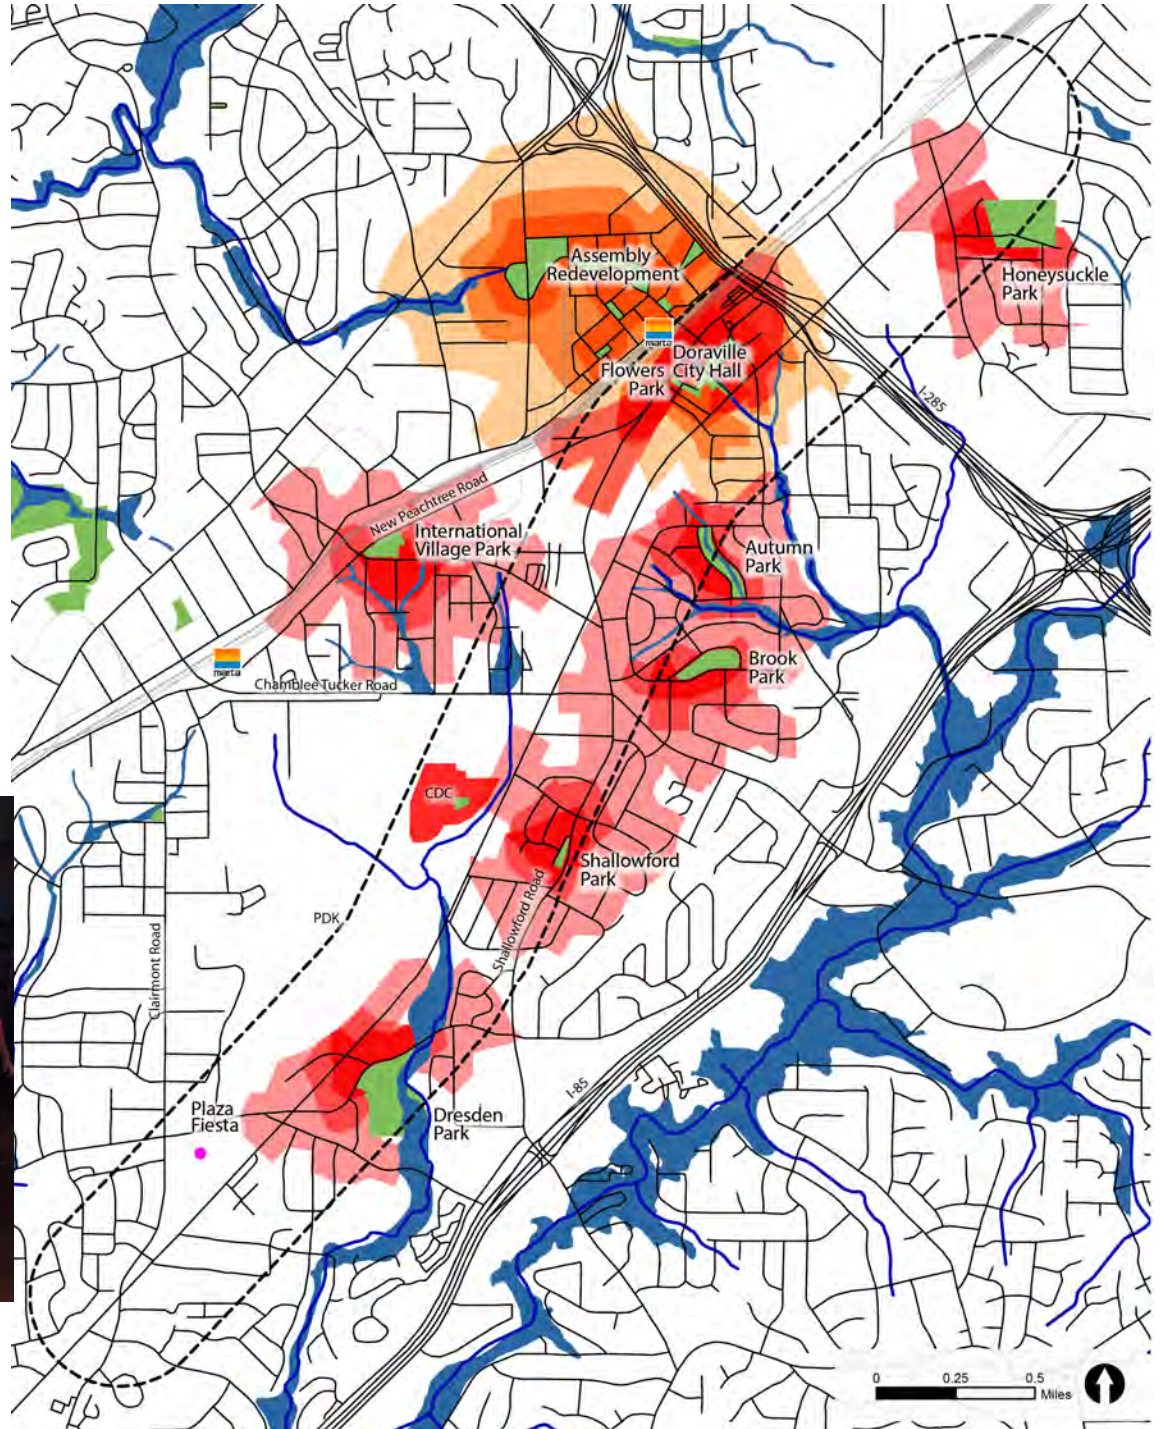 Assembly
Redevelopment
Honeysuckle
Park
marta
Doraville
City Hall
Flowers
Park
I-285
New Peachtree Road
International
Village Park
Autumn
Park
marta
Brook
Park
Chamblee Tucker Road
CDC
Shallowford
Park
Shallowford Road
PDK
Clairmont Road
I-85
Plaza
Fiesta
Dresden
Park
0 0.25 0.5
Miles